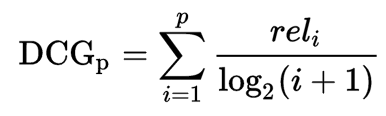 DCG_p = \sum_{i=1}^{p} \frac{rel_i}{\log_2(i+1)}